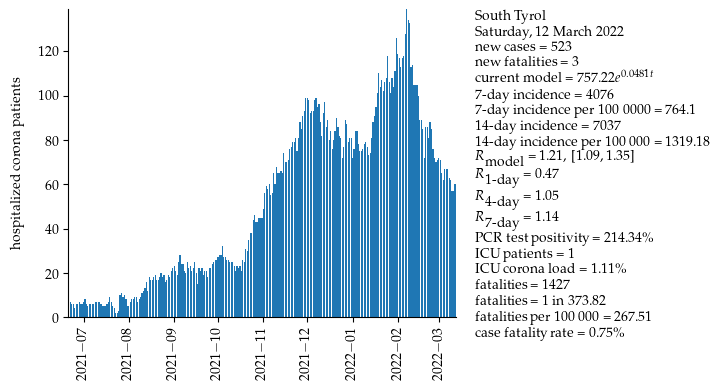 South Tyrol
Saturday, 12 March 2022
new cases = 523
new fatalities = 3
current model = 757.22e^0.0481t
7-day incidence = 4076
7-day incidence per 100 0000 = 764.1
14-day incidence = 7037
14-day incidence per 100 000 = 1319.18
R_model = 1.21, [1.09, 1.35]
R_1-day = 0.47
R_4-day = 1.05
R_7-day = 1.14
PCR test positivity = 214.34%
ICU patients = 1
ICU corona load = 1.11%
fatalities = 1427
fatalities = 1 in 373.82
fatalities per 100 000 = 267.51
case fatality rate = 0.75%
hospitalized corona patients
120
100
80
60
40
20
0
2021−07
2021−08
2021−09
2021−10
2021−11
2021−12
2022−01
2022−02
2022−03